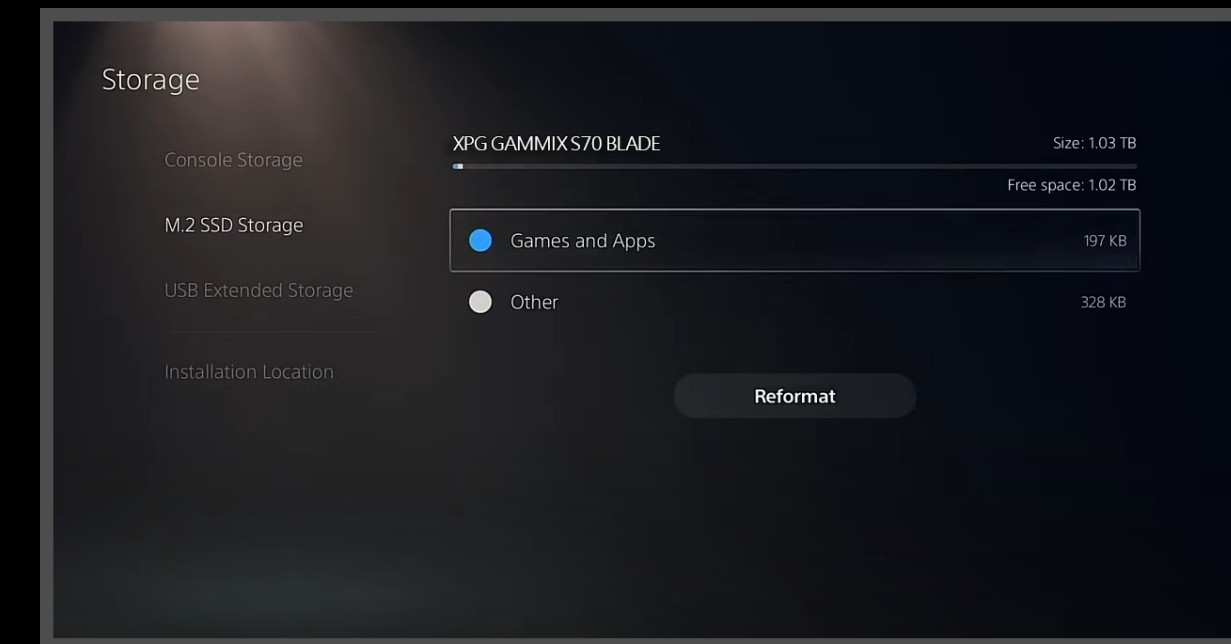 Storage
Console Storage
M.2 SSD Storage
USB Extended Storage
Installation Location
XPG GAMMIX S70 BLADE
Size: 1.03 TB
Free space: 1.02 TB
Games and Apps 197 KB
Other 328 KB
Reformat